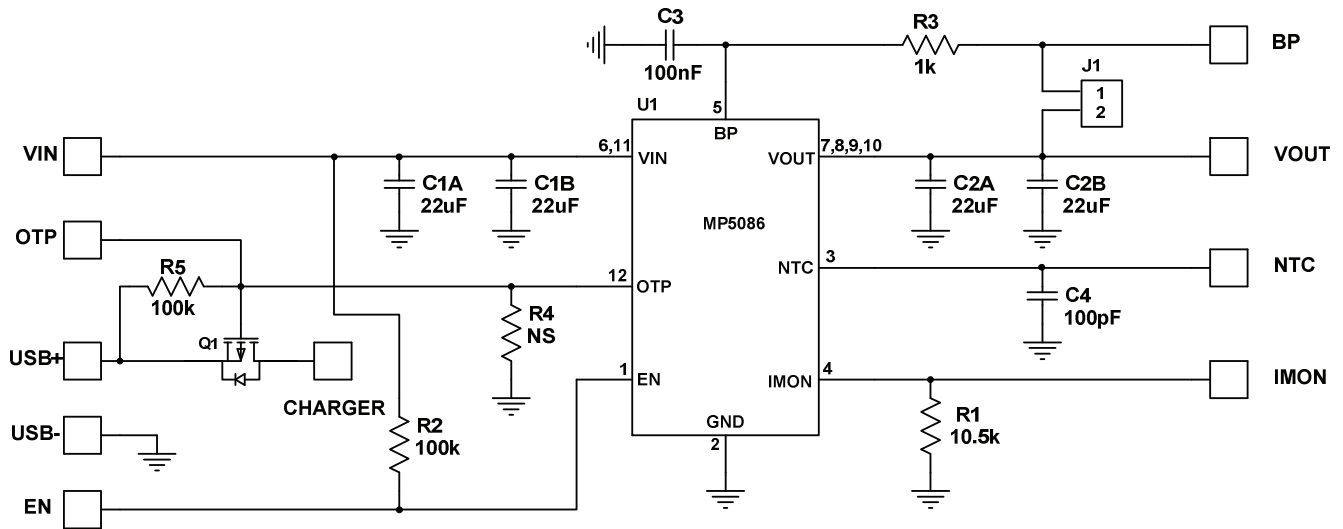 C3
100nF
R3
1k
BP
J1
1
2
U1
5
BP
VIN
6,11
VIN
VOUT
7,8,9,10
VOUT
C1A
22uF
C1B
22uF
C2A
22uF
C2B
22uF
MP5086
OTP
R5
100k
12
OTP
NTC
3
NTC
R4
NS
C4
100pF
USB+
Q1
CHARGER
1
EN
IMON
4
IMON
USB-
R2
100k
GND
2
R1
10.5k
EN